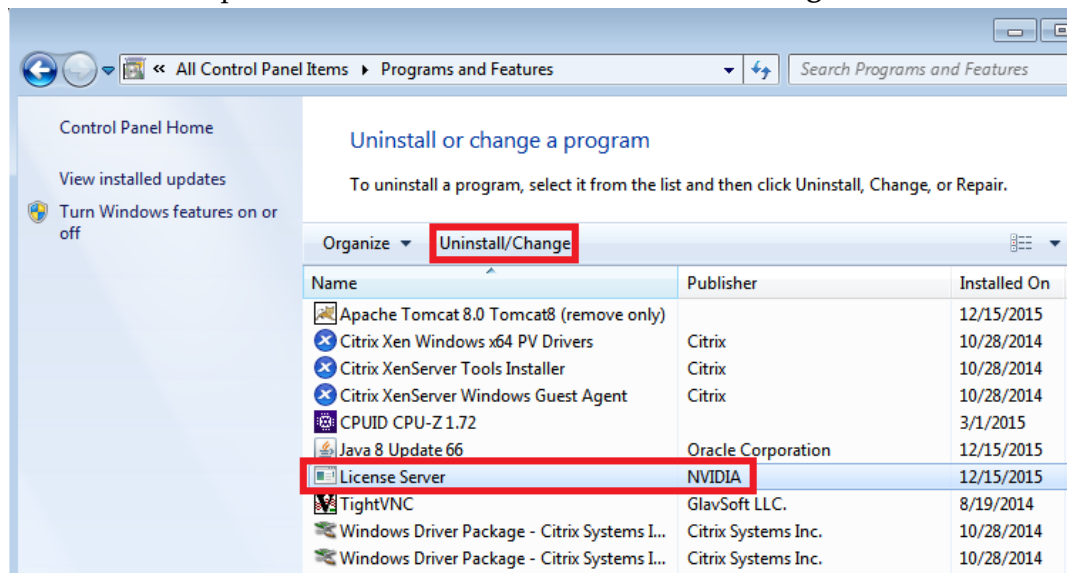 « All Control Panel Items ▸ Programs and Features
Search Programs and Features
Control Panel Home
View installed updates
Turn Windows features on or
off
Uninstall or change a program
To uninstall a program, select it from the list and then click Uninstall, Change, or Repair.
Organize Uninstall/Change
Name Publisher Installed On
Apache Tomcat 8.0 Tomcat8 (remove only) 12/15/2015
Citrix Xen Windows x64 PV Drivers Citrix 10/28/2014
Citrix XenServer Tools Installer Citrix 10/28/2014
Citrix XenServer Windows Guest Agent Citrix 10/28/2014
CPUID CPU-Z 1.72 3/1/2015
Java 8 Update 66 Oracle Corporation 12/15/2015
License Server NVIDIA 12/15/2015
TightVNC GlavSoft LLC. 8/19/2014
Windows Driver Package - Citrix Systems I... Citrix Systems Inc. 10/28/2014
Windows Driver Package - Citrix Systems I... Citrix Systems Inc. 10/28/2014